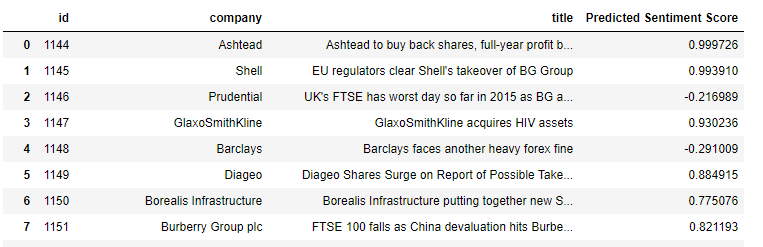 id company title Predicted Sentiment Score
0 1144 Ashtead Ashtead to buy back shares, full-year profit b... 0.999726
1 1145 Shell EU regulators clear Shell's takeover of BG Group 0.993910
2 1146 Prudential UK's FTSE has worst day so far in 2015 as BG a... -0.216989
3 1147 GlaxoSmithKline GlaxoSmithKline acquires HIV assets 0.930236
4 1148 Barclays Barclays faces another heavy forex fine -0.291009
5 1149 Diageo Diageo Shares Surge on Report of Possible Take... 0.884915
6 1150 Borealis Infrastructure Borealis Infrastructure putting together new S... 0.775076
7 1151 Burberry Group plc FTSE 100 falls as China devaluation hits Burbe... 0.821193